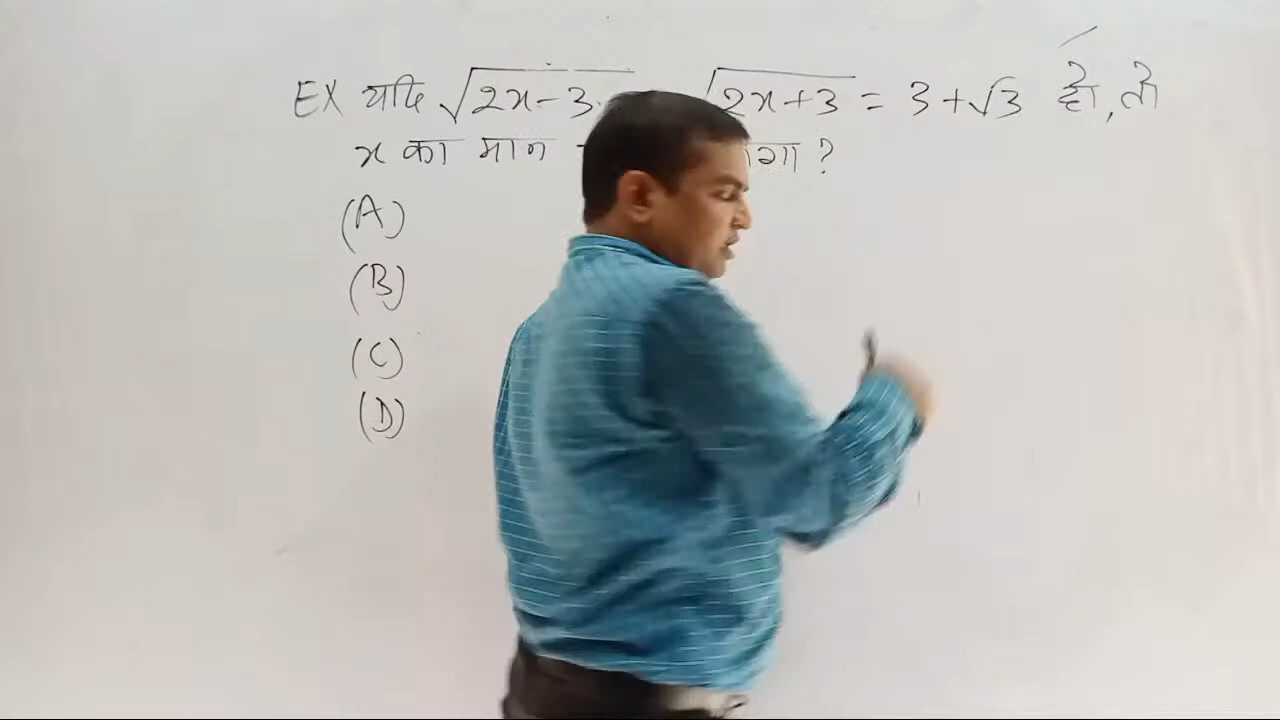 EX यदि √2x-3 √2x+3 = 3+√3 हो, तो
x का मान गा ?
(A)
(B)
(C)
(D)